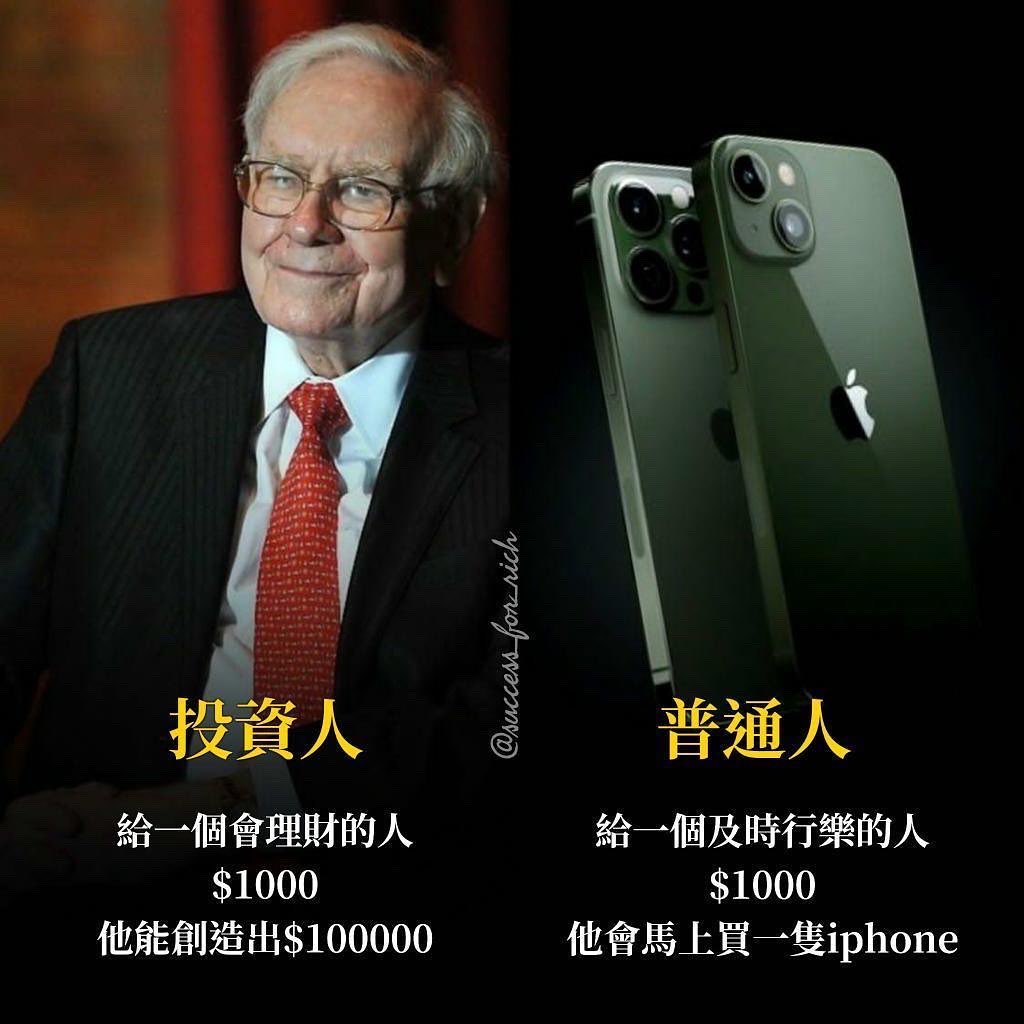 @success_for_rich
投資人
給一個會理財的人
$1000
他能創造出$100000
普通人
給一個及時行樂的人
$1000
他會馬上買一隻iphone